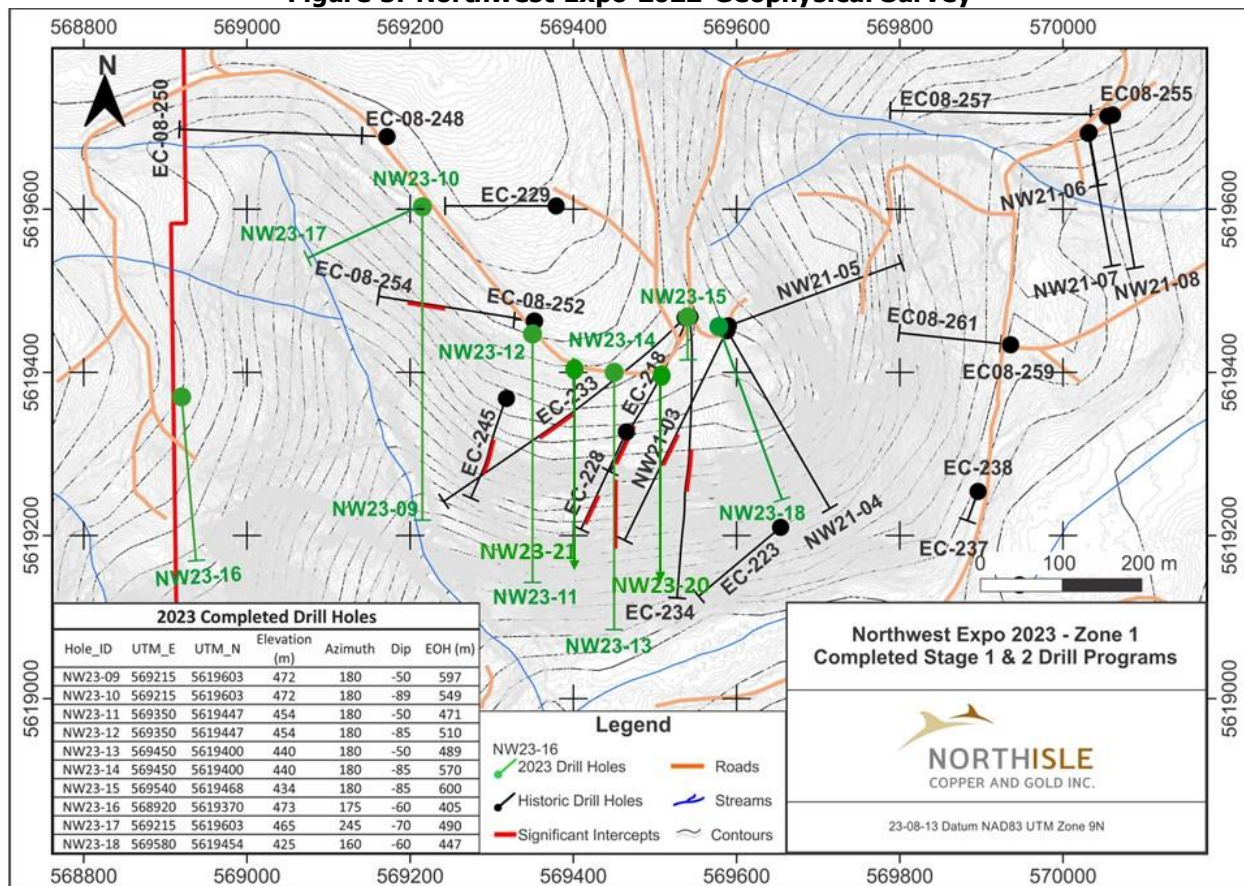 Figure 3: Northwest Expo 2022 Geophysical Survey
568800 569000 569200 569400 569600 569800 570000
N
EC-08-250
EC-08-248
EC08-257
EC08-255
NW23-10
EC-229
NW21-06
5619600
5619600
NW23-17
EC-08-254
EC-08-252
NW23-15
NW21-05
NW21-07
NW21-08
NW23-12
NW23-14
EC08-261
5619400
5619400
EC-233
EC-218
EC08-259
EC-245
NW21-03
EC-228
EC-238
NW23-09
NW23-18
NW21-04
5619200
5619200
NW23-21
EC-237
NW23-16
NW23-11
NW23-20
EC-223
EC-234
NW23-13
0 100 200 m
5619000
5619000
2023 Completed Drill Holes
Hole_ID UTM_E UTM_N Elevation (m) Azimuth Dip EOH (m)
NW23-09 569215 5619603 472 180 -50 597
NW23-10 569215 5619603 472 180 -89 549
NW23-11 569350 5619447 454 180 -50 471
NW23-12 569350 5619447 454 180 -85 510
NW23-13 569450 5619400 440 180 -50 489
NW23-14 569450 5619400 440 180 -85 570
NW23-15 569540 5619468 434 180 -85 600
NW23-16 568920 5619370 473 175 -60 405
NW23-17 569215 5619603 465 245 -70 490
NW23-18 569580 5619454 425 160 -60 447
Legend
NW23-16
2023 Drill Holes
Roads
Historic Drill Holes
Streams
Significant Intercepts
Contours
Northwest Expo 2023 - Zone 1
Completed Stage 1 & 2 Drill Programs
NORTHISLE
COPPER AND GOLD INC.
23-08-13 Datum NAD83 UTM Zone 9N
568800 569000 569200 569400 569600 569800 570000